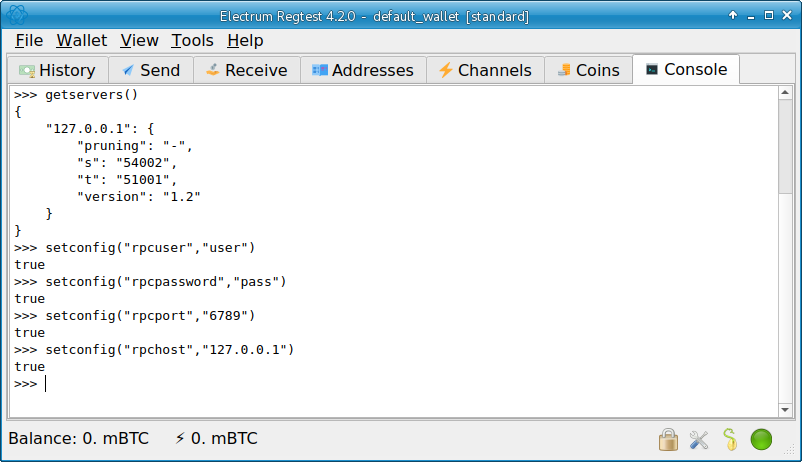 Electrum Regtest 4.2.0 - default_wallet [standard]
File Wallet View Tools Help
History Send Receive Addresses Channels Coins Console
>>> getservers()
{
    "127.0.0.1": {
        "pruning": "-",
        "s": "54002",
        "t": "51001",
        "version": "1.2"
    }
}
>>> setconfig("rpcuser","user")
true
>>> setconfig("rpcpassword","pass")
true
>>> setconfig("rpcport","6789")
true
>>> setconfig("rpchost","127.0.0.1")
true
>>>
Balance: 0. mBTC ⚡ 0. mBTC